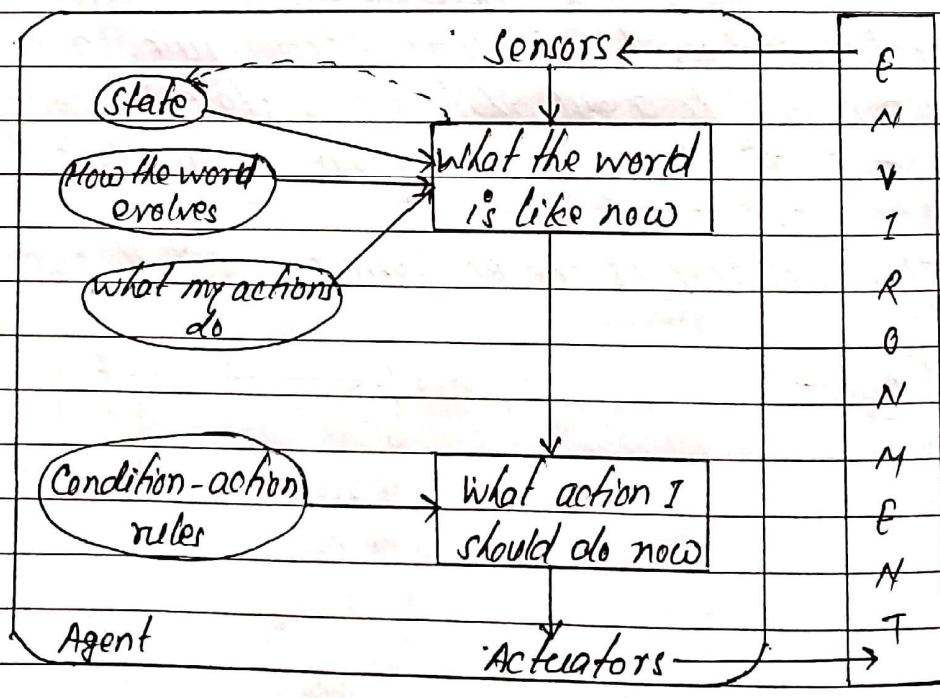 Sensors
State
What the world
is like now
How the world
evolves
What my actions
do
Condition-action
rules
What action I
should do now
Agent
Actuators
E
N
V
I
R
O
N
M
E
N
T